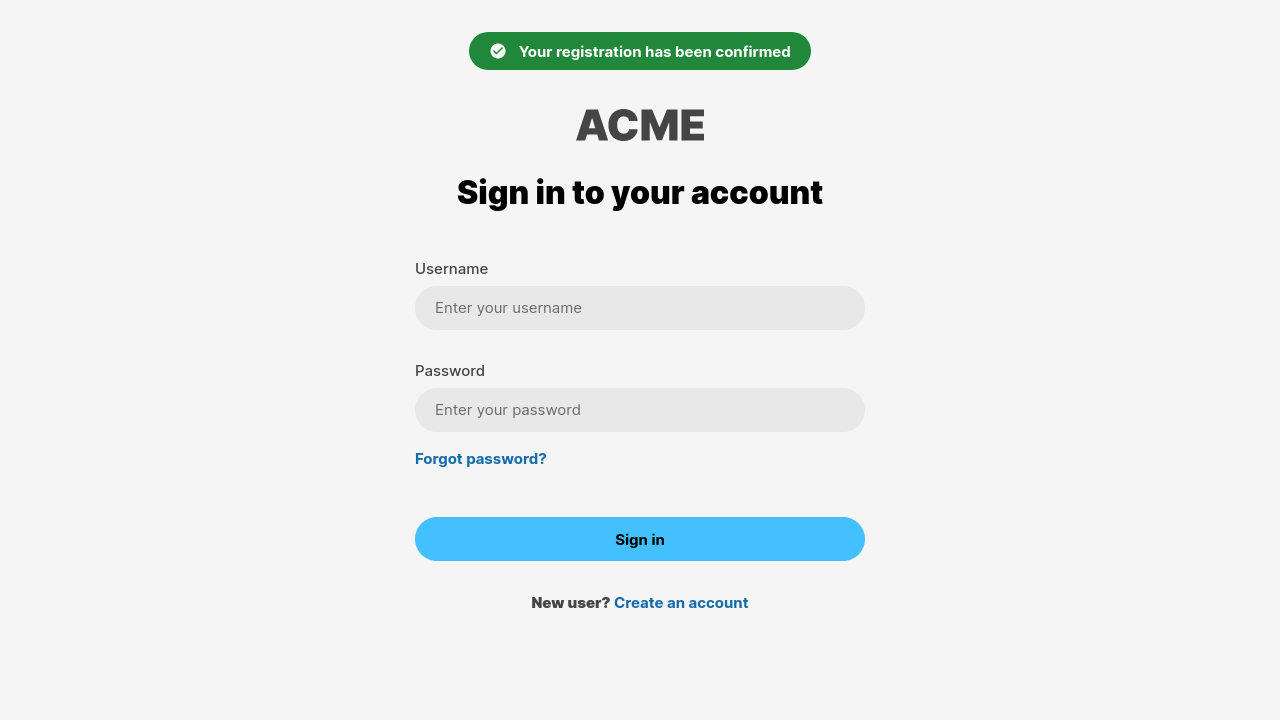 Your registration has been confirmed
ACME
Sign in to your account
Username
Enter your username
Password
Enter your password
Forgot password?
Sign in
New user? Create an account